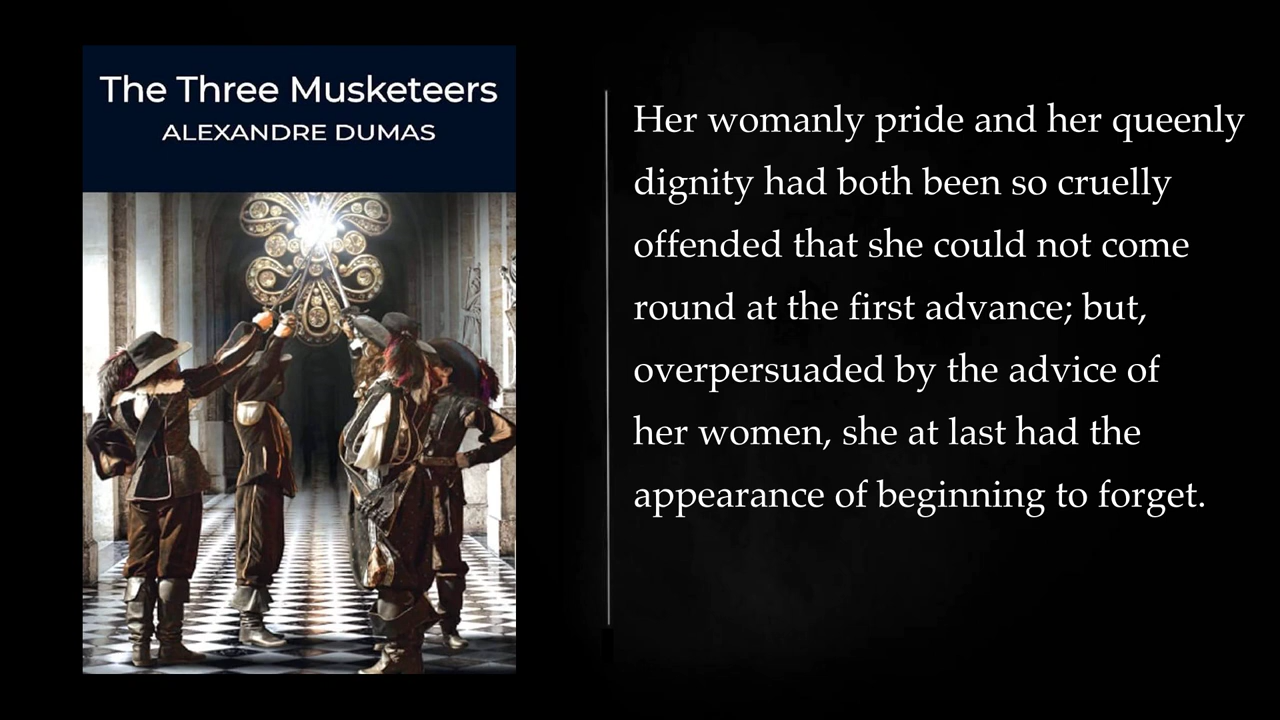 The Three Musketeers
ALEXANDRE DUMAS
Her womanly pride and her queenly
dignity had both been so cruelly
offended that she could not come
round at the first advance; but,
overpersuaded by the advice of
her women, she at last had the
appearance of beginning to forget.